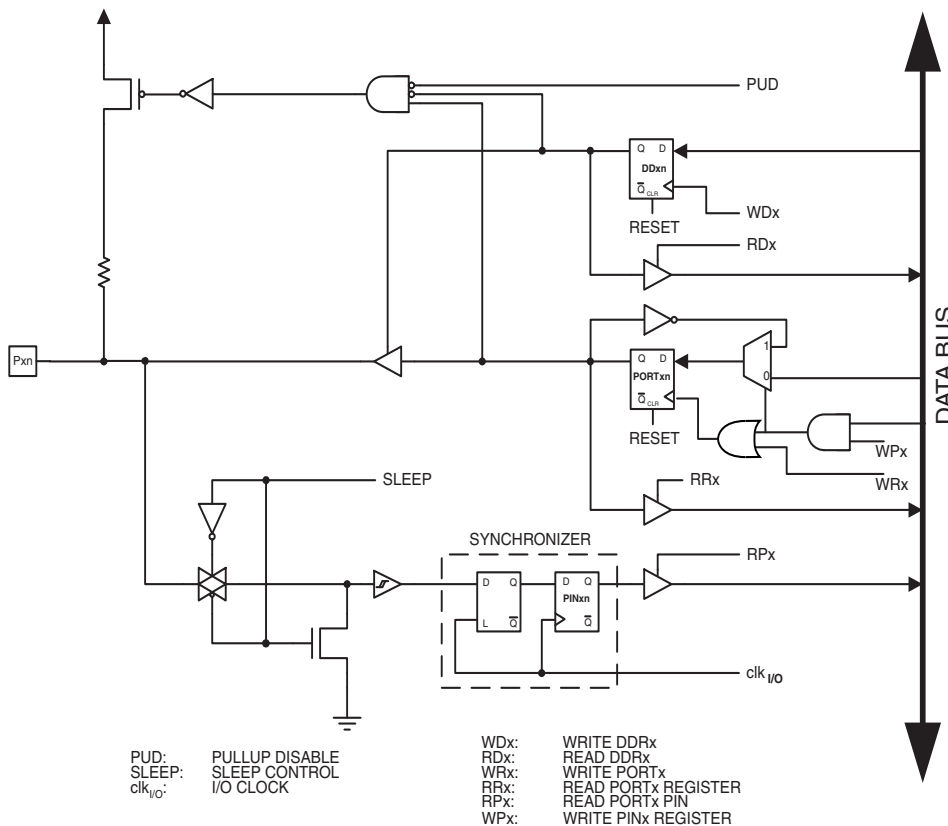 PUD
Q D
DDxn
Q CLR
WDx
RESET
RDx
1
Pxn
Q D
0
PORTxn
Q CLR
RESET
WPx
WRx
SLEEP
RRx
SYNCHRONIZER
RPx
D Q
D Q
PINxn
L Q
Q
clk I/O
DATA BUS
PUD: PULLUP DISABLE
SLEEP: SLEEP CONTROL
clkI/O: I/O CLOCK
WDx: WRITE DDRx
RDx: READ DDRx
WRx: WRITE PORTx
RRx: READ PORTx REGISTER
RPx: READ PORTx PIN
WPx: WRITE PINx REGISTER